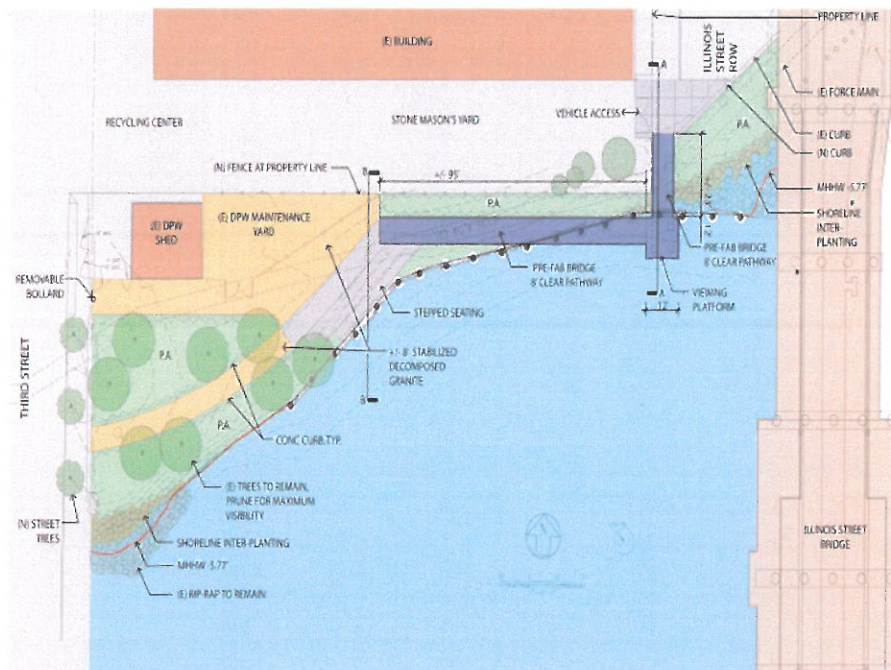 PROPERTY LINE
(E) BUILDING
ILLINOIS
STREET
ROW
A
(E) FORCE MAIN
RECYCLING CENTER
STONE MASON'S YARD
VEHICLE ACCESS
P.A.
(E) CURB
(N) CURB
(N) FENCE AT PROPERTY LINE
B
+/- 95'
MHHW -5.77'
SHORELINE
INTER-
PLANTING
P.A.
(E) DPW
SHED
(E) DPW MAINTENANCE
YARD
12'
PRE-FAB BRIDGE
8' CLEAR PATHWAY
PRE-FAB BRIDGE
8' CLEAR PATHWAY
REMOVABLE
BOLLARD
STEPPED SEATING
A
12'
VIEWING
PLATFORM
THIRD STREET
P.A.
+/- 8' STABILIZED
DECOMPOSED
GRANITE
B
P.A.
CONC CURB, TYP.
(E) TREES TO REMAIN,
PRUNE FOR MAXIMUM
VISIBILITY
(N) STREET
TREES
SHORELINE INTER-PLANTING
MHHW -5.77'
(E) RIP-RAP TO REMAIN
ILLINOIS STREET
BRIDGE